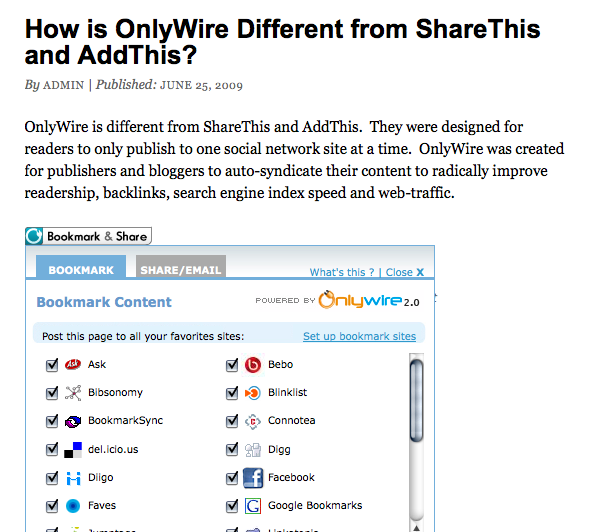 How is OnlyWire Different from ShareThis
and AddThis?
By ADMIN | Published: JUNE 25, 2009
OnlyWire is different from ShareThis and AddThis.  They were designed for
readers to only publish to one social network site at a time.  OnlyWire was created
for publishers and bloggers to auto-syndicate their content to radically improve
readership, backlinks, search engine index speed and web-traffic.
Bookmark & Share
BOOKMARK SHARE/EMAIL What's this ? | Close X
Bookmark Content POWERED BY Onlywire 2.0
Post this page to all your favorites sites: Set up bookmark sites
Ask Bebo
Bibsonomy Blinklist
BookmarkSync Connotea
del.icio.us Digg
Diigo Facebook
Faves Google Bookmarks